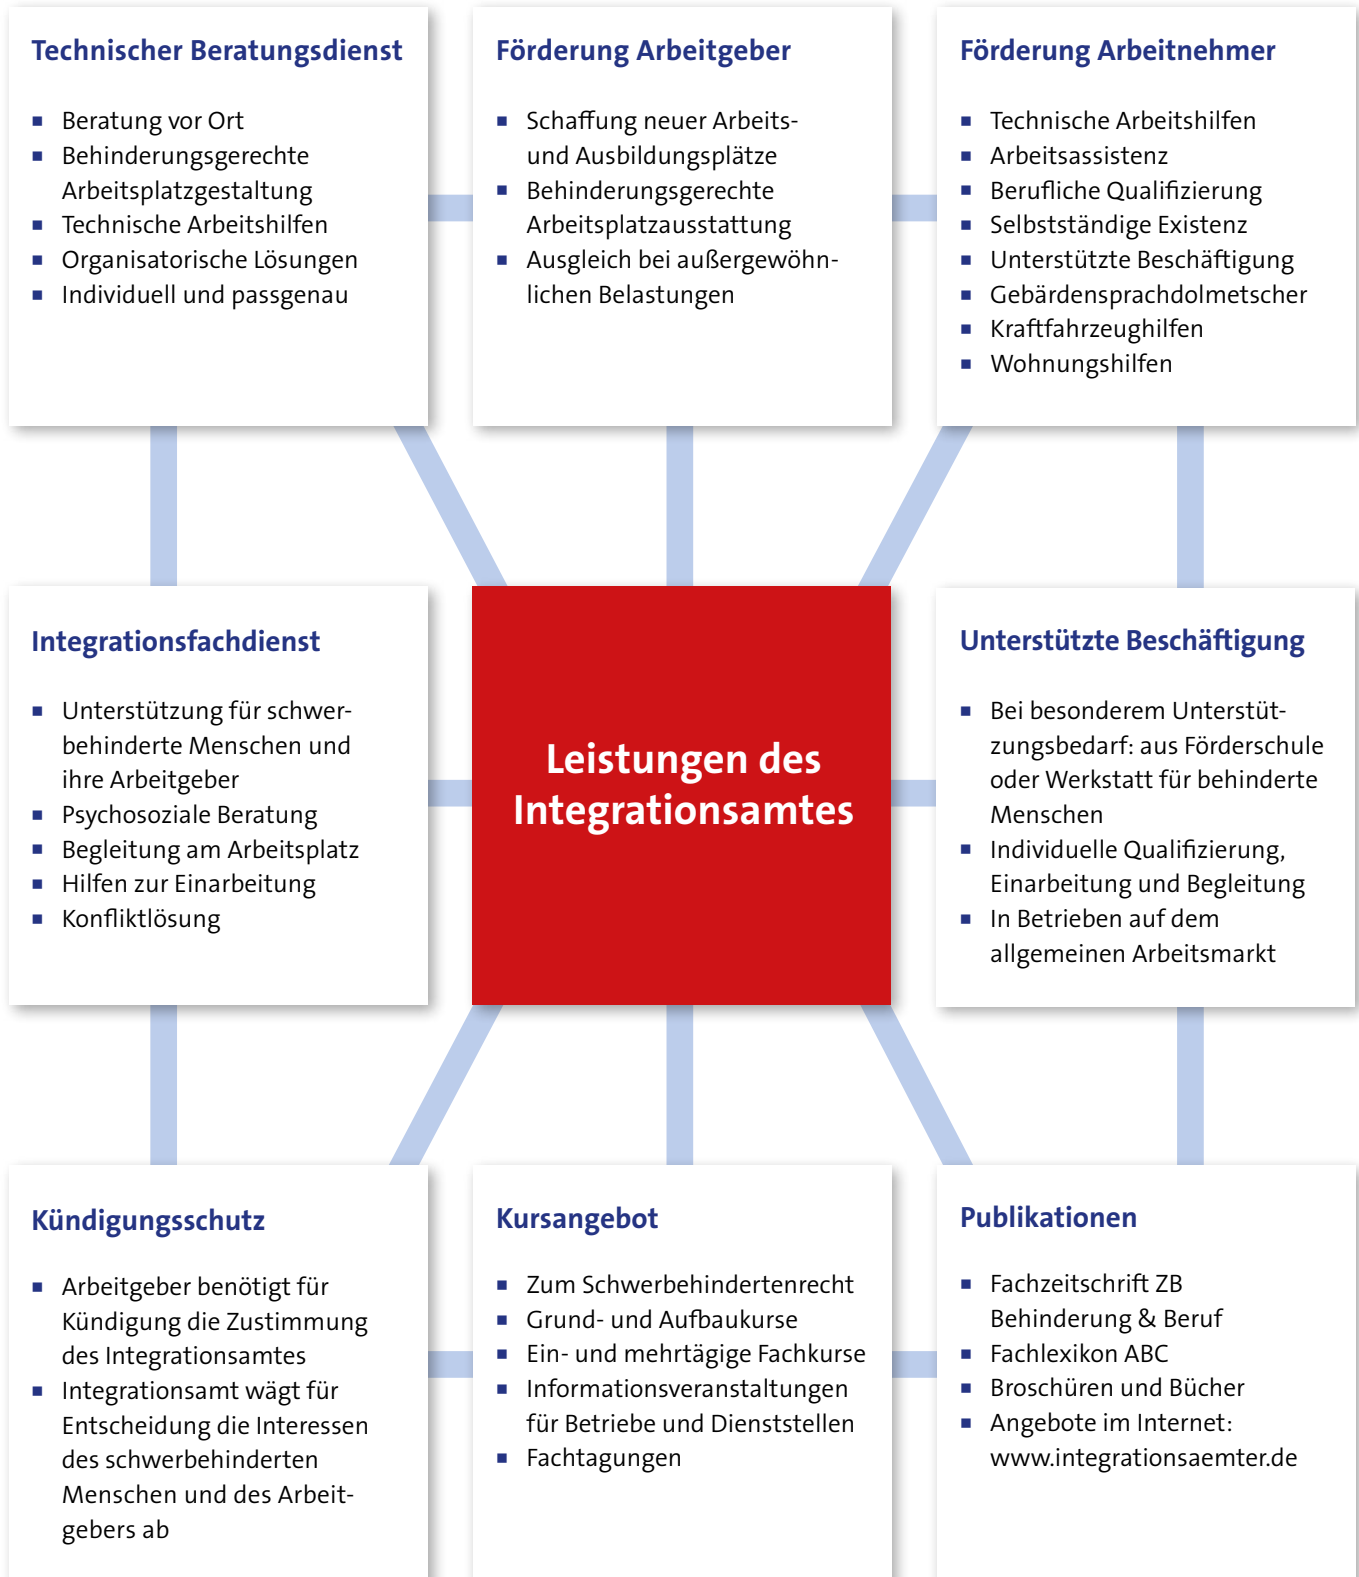 Technischer Beratungsdienst
Beratung vor Ort
Behinderungsgerechte
Arbeitsplatzgestaltung
Technische Arbeitshilfen
Organisatorische Lösungen
Individuell und passgenau
Förderung Arbeitgeber
Schaffung neuer Arbeits-
und Ausbildungsplätze
Behinderungsgerechte
Arbeitsplatzausstattung
Ausgleich bei außergewöhn-
lichen Belastungen
Förderung Arbeitnehmer
Technische Arbeitshilfen
Arbeitsassistenz
Berufliche Qualifizierung
Selbstständige Existenz
Unterstützte Beschäftigung
Gebärdensprachdolmetscher
Kraftfahrzeughilfen
Wohnungshilfen
Integrationsfachdienst
Unterstützung für schwer-
behinderte Menschen und
ihre Arbeitgeber
Psychosoziale Beratung
Begleitung am Arbeitsplatz
Hilfen zur Einarbeitung
Konfliktlösung
Leistungen des
Integrationsamtes
Unterstützte Beschäftigung
Bei besonderem Unterstüt-
zungsbedarf: aus Förderschule
oder Werkstatt für behinderte
Menschen
Individuelle Qualifizierung,
Einarbeitung und Begleitung
In Betrieben auf dem
allgemeinen Arbeitsmarkt
Kündigungsschutz
Arbeitgeber benötigt für
Kündigung die Zustimmung
des Integrationsamtes
Integrationsamt wägt für
Entscheidung die Interessen
des schwerbehinderten
Menschen und des Arbeit-
gebers ab
Kursangebot
Zum Schwerbehindertenrecht
Grund- und Aufbaukurse
Ein- und mehrtägige Fachkurse
Informationsveranstaltungen
für Betriebe und Dienststellen
Fachtagungen
Publikationen
Fachzeitschrift ZB
Behinderung & Beruf
Fachlexikon ABC
Broschüren und Bücher
Angebote im Internet:
www.integrationsaemter.de